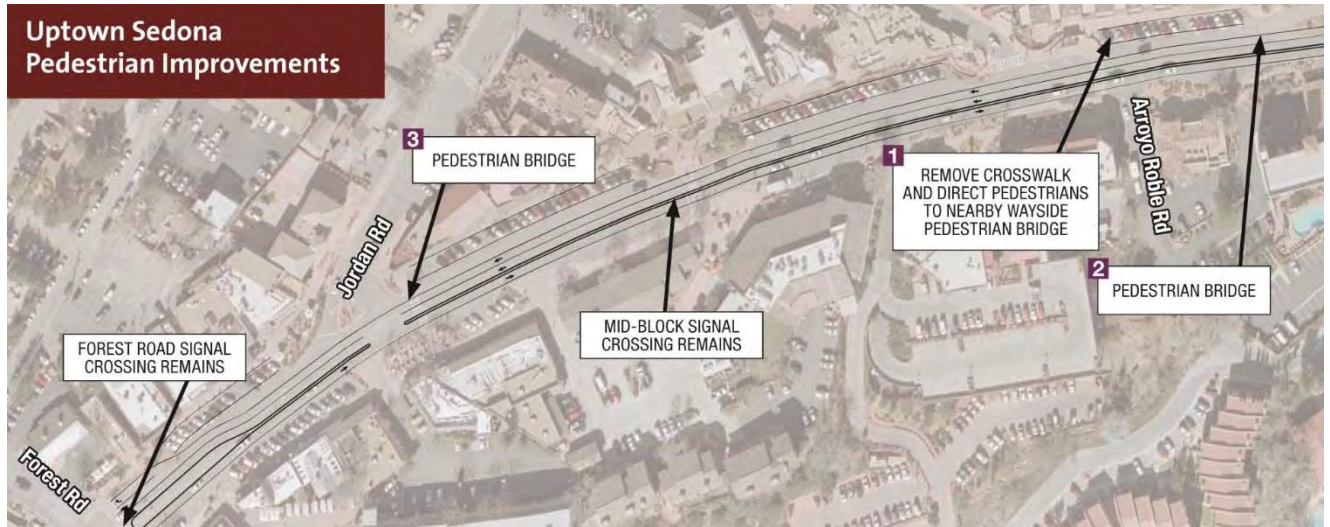 Uptown Sedona
Pedestrian Improvements
3
PEDESTRIAN BRIDGE
Jordan Rd
1
REMOVE CROSSWALK
AND DIRECT PEDESTRIANS
TO NEARBY WAYSIDE
PEDESTRIAN BRIDGE
Arroyo Roble Rd
2
PEDESTRIAN BRIDGE
MID-BLOCK SIGNAL
CROSSING REMAINS
FOREST ROAD SIGNAL
CROSSING REMAINS
Forest Rd